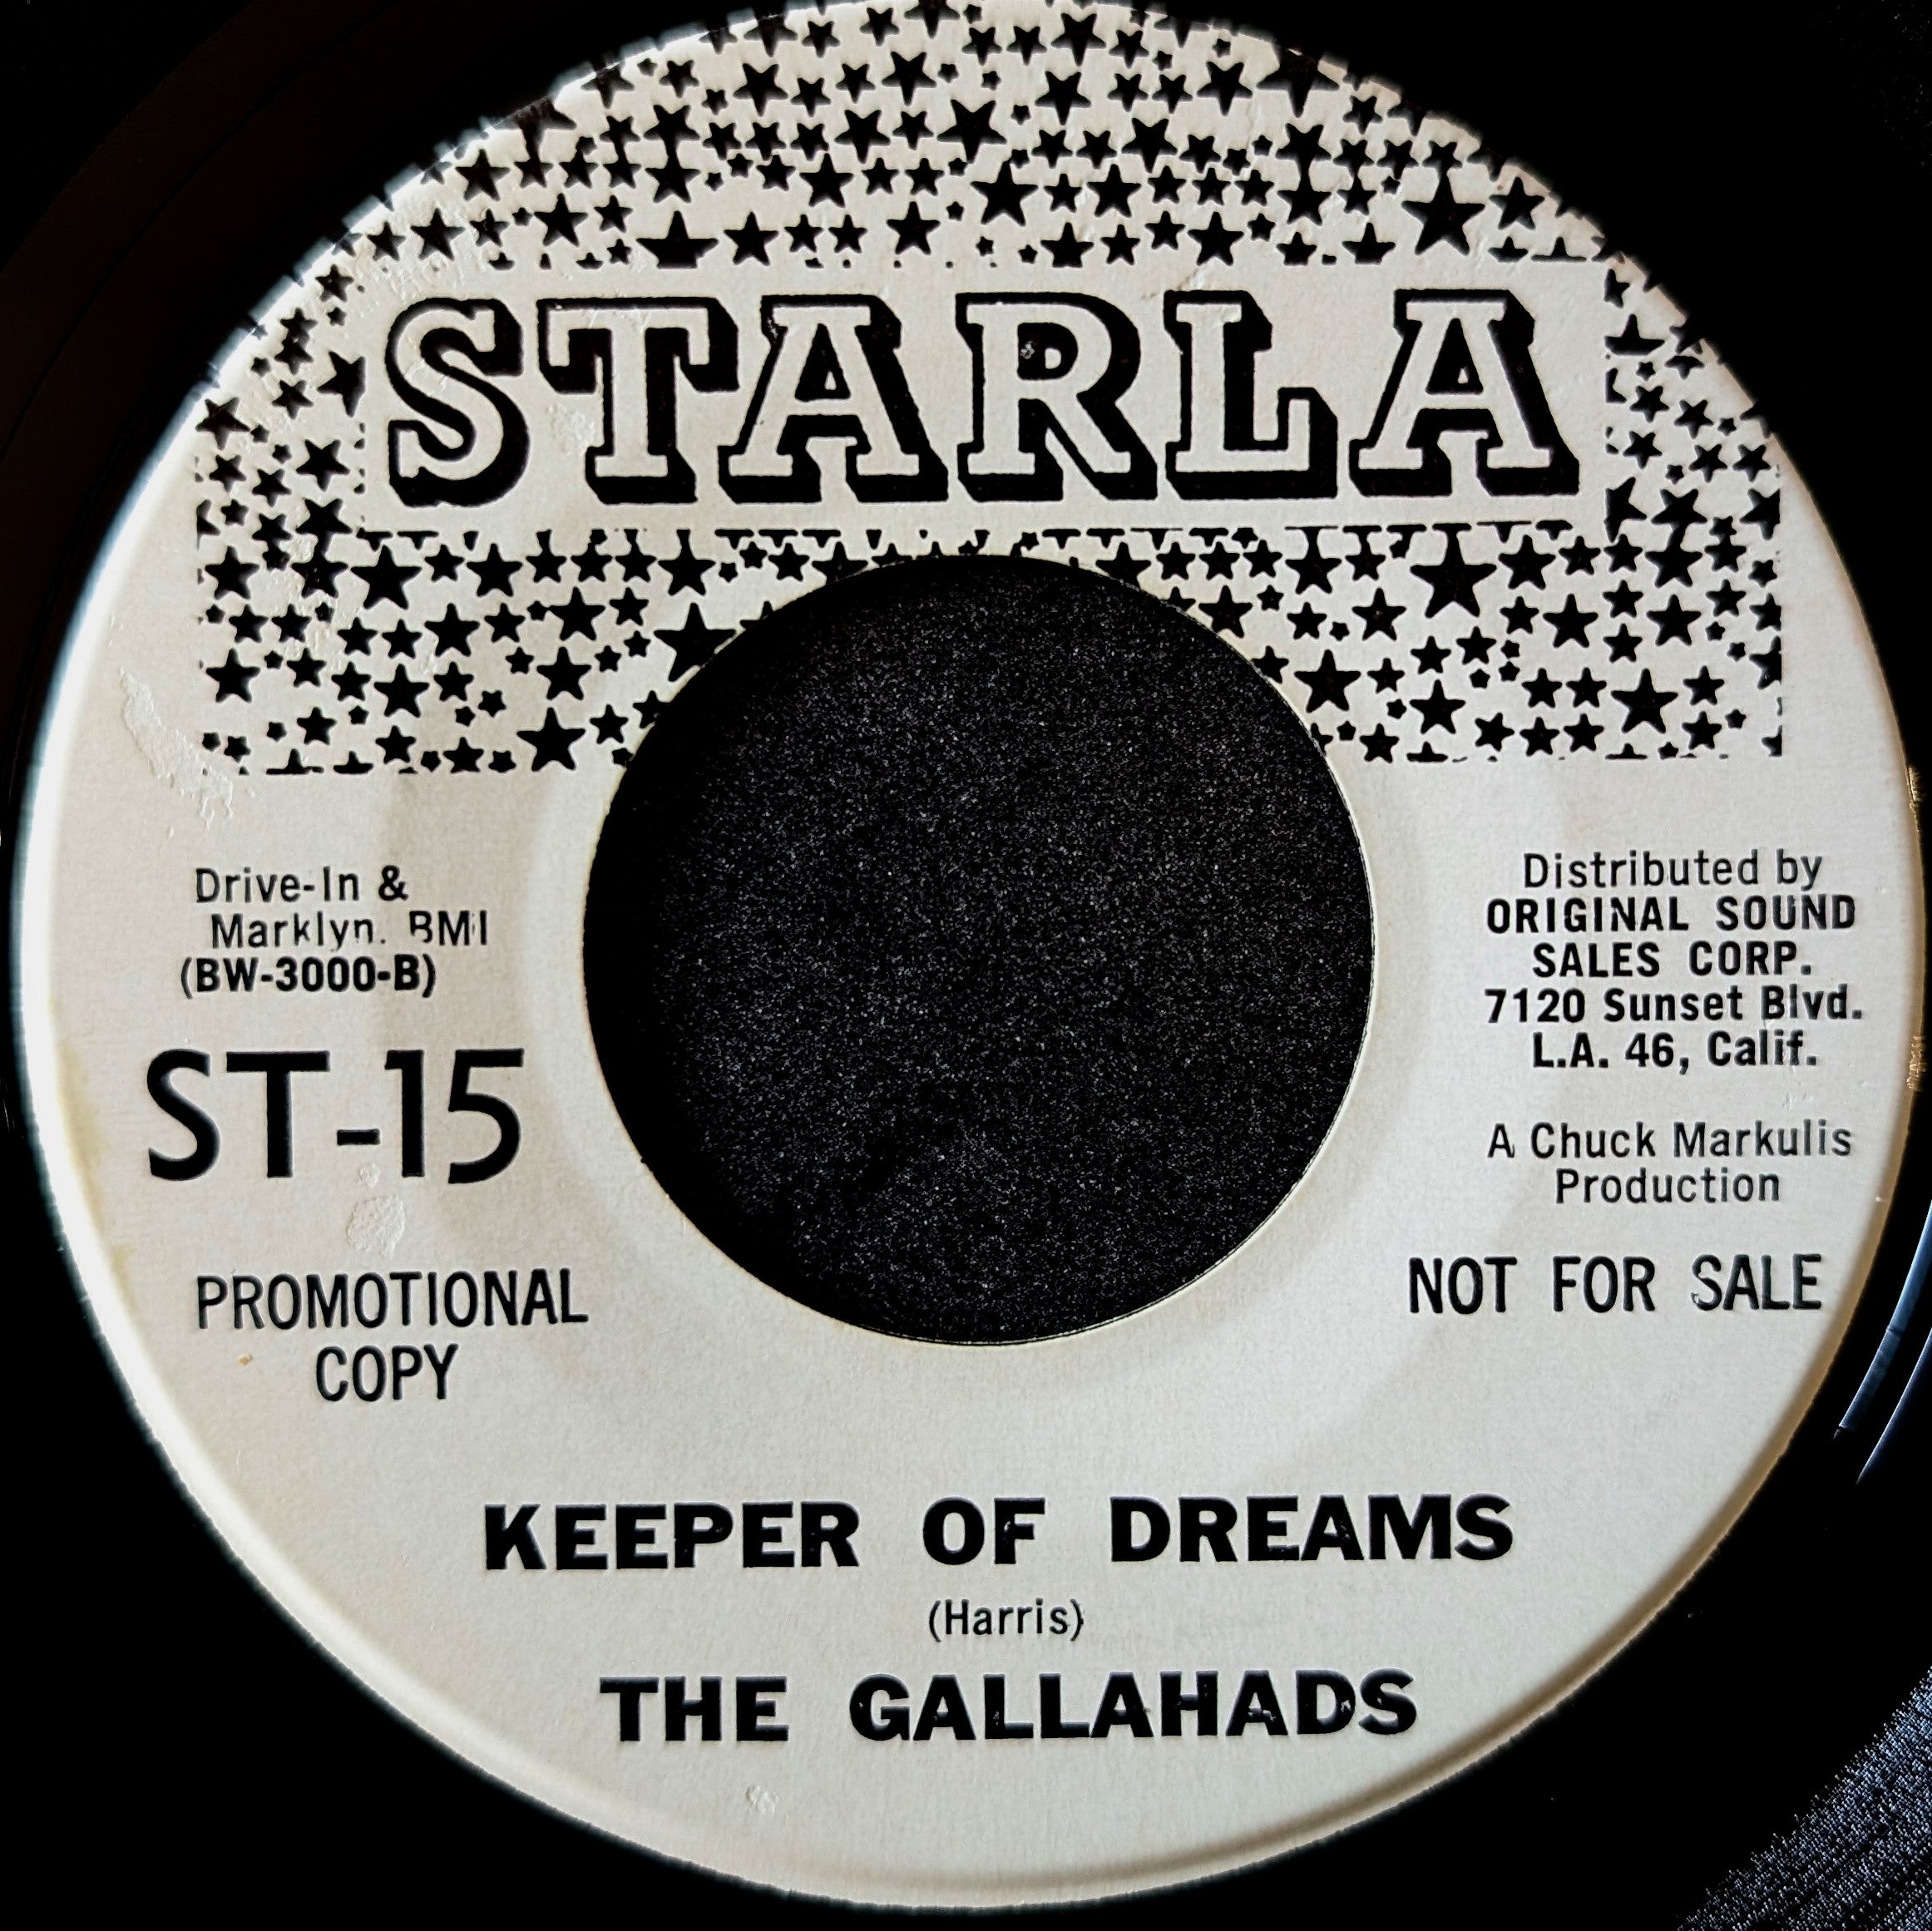 STARLA
Drive-In &
Marklyn. BMI
(BW-3000-B)
ST-15
PROMOTIONAL
COPY
Distributed by
ORIGINAL SOUND
SALES CORP.
7120 Sunset Blvd.
L.A. 46, Calif.
A Chuck Markulis
Production
NOT FOR SALE
KEEPER OF DREAMS
(Harris)
THE GALLAHADS